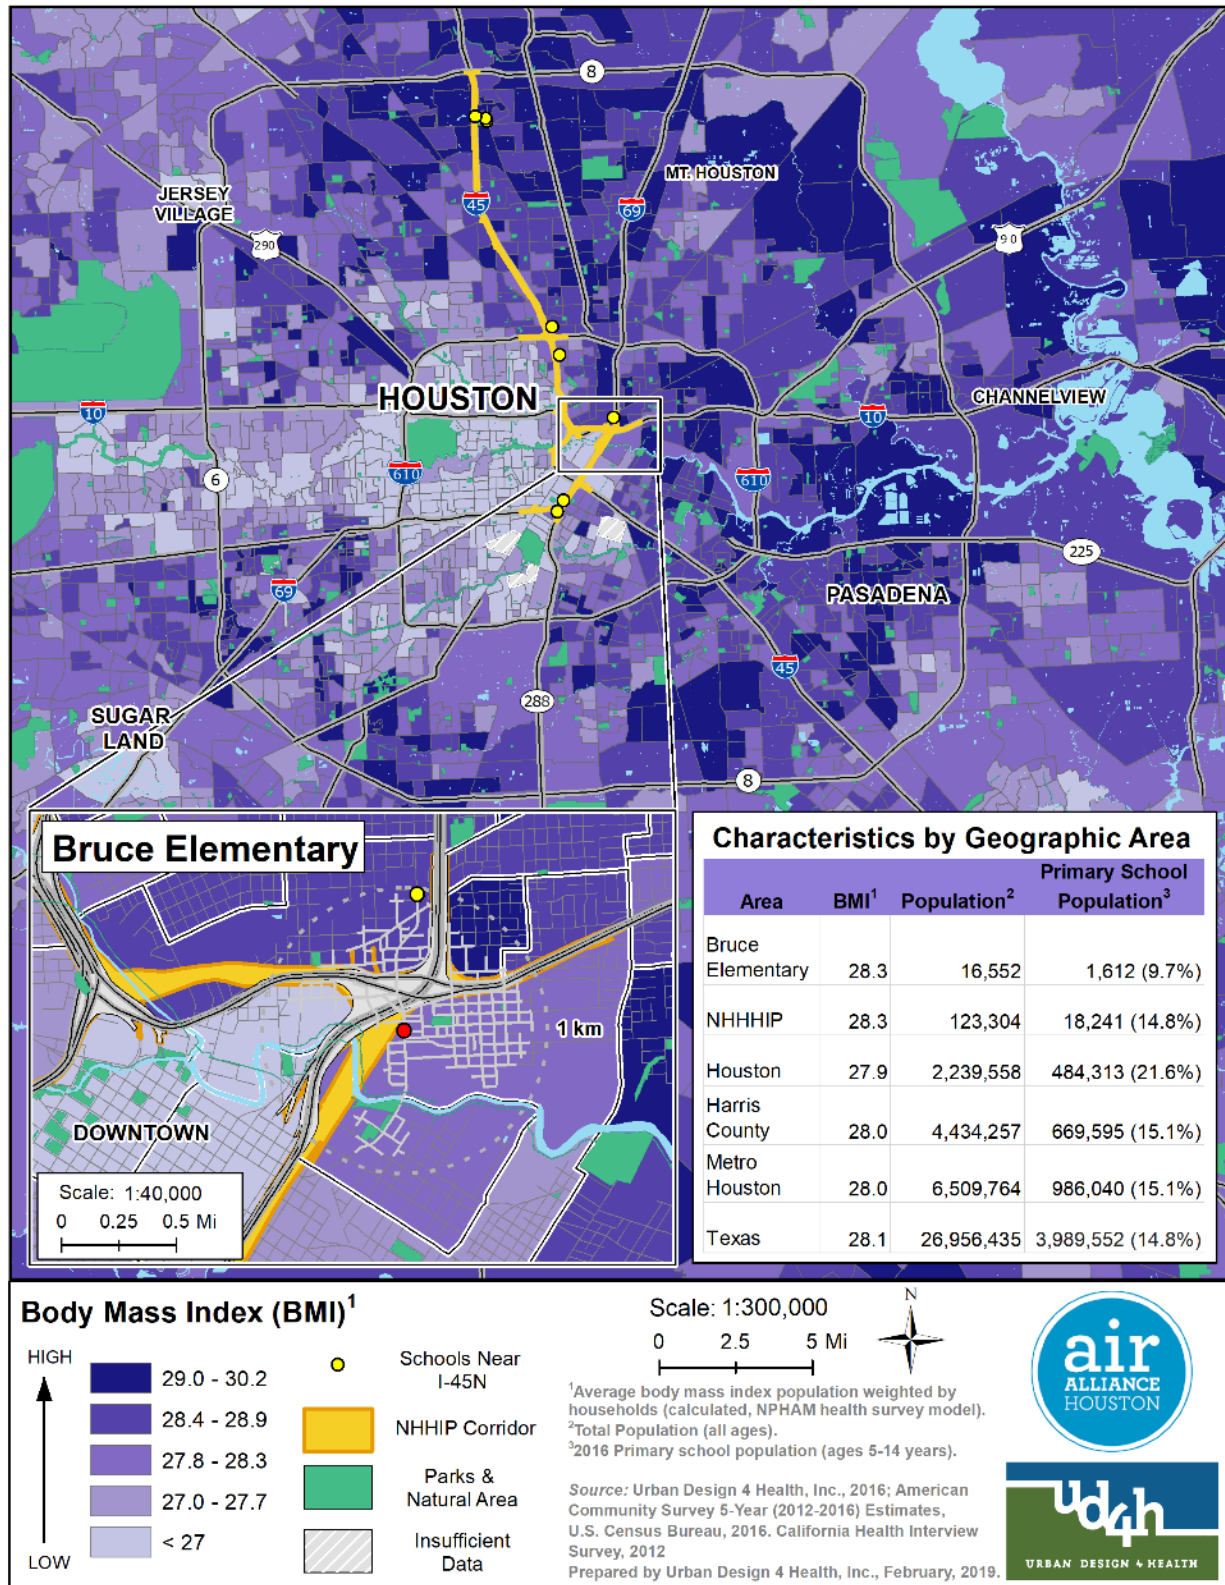 8
JERSEY
VILLAGE
MT. HOUSTON
45
69
290
90
HOUSTON
CHANNELVIEW
10
10
6
610
610
225
69
PASADENA
45
288
SUGAR
LAND
8
Bruce Elementary
1 km
DOWNTOWN
Scale: 1:40,000
0 0.25 0.5 Mi
Characteristics by Geographic Area
Area BMI1 Population2 Primary School Population3
Bruce Elementary 28.3 16,552 1,612 (9.7%)
NHHHIP 28.3 123,304 18,241 (14.8%)
Houston 27.9 2,239,558 484,313 (21.6%)
Harris County 28.0 4,434,257 669,595 (15.1%)
Metro Houston 28.0 6,509,764 986,040 (15.1%)
Texas 28.1 26,956,435 3,989,552 (14.8%)
Body Mass Index (BMI)1
HIGH
29.0 - 30.2
28.4 - 28.9
27.8 - 28.3
27.0 - 27.7
< 27
LOW
Schools Near
I-45N
NHHIP Corridor
Parks &
Natural Area
Insufficient
Data
Scale: 1:300,000
0 2.5 5 Mi
N
1Average body mass index population weighted by
households (calculated, NPHAM health survey model).
2Total Population (all ages).
32016 Primary school population (ages 5-14 years).
Source: Urban Design 4 Health, Inc., 2016; American
Community Survey 5-Year (2012-2016) Estimates,
U.S. Census Bureau, 2016. California Health Interview
Survey, 2012
Prepared by Urban Design 4 Health, Inc., February, 2019.
air
ALLIANCE
HOUSTON
ud4h
URBAN DESIGN 4 HEALTH